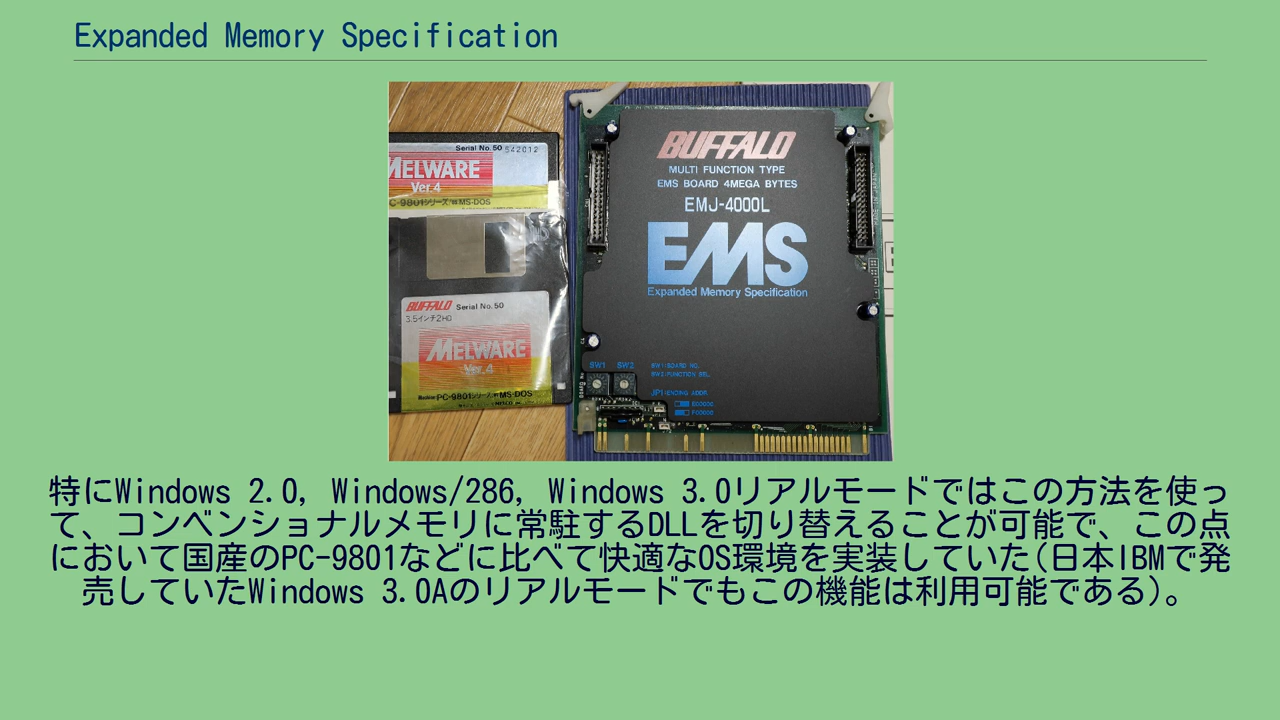 Expanded Memory Specification
Serial No.50 542012
MELWARE
Ver.4
PC-9801シリーズ MS-DOS
BUFFALO Serial No.50
3.5インチ2HD
MELWARE
Ver.4
PC-9801シリーズ MS-DOS
BUFFALO
MULTI FUNCTION TYPE
EMS BOARD 4MEGA BYTES
EMJ-4000L
EMS
Expanded Memory Specification
SW1 SW2
SW1:BOARD NO.
SW2:FUNCTION SEL.
JP1:ENDING ADDR.
特にWindows 2.0, Windows/286, Windows 3.0リアルモードではこの方法を使っ
て、コンベンショナルメモリに常駐するDLLを切り替えることが可能で、この点
において国産のPC-9801などに比べて快適なOS環境を実装していた(日本IBMで発
売していたWindows 3.0Aのリアルモードでもこの機能は利用可能である)。